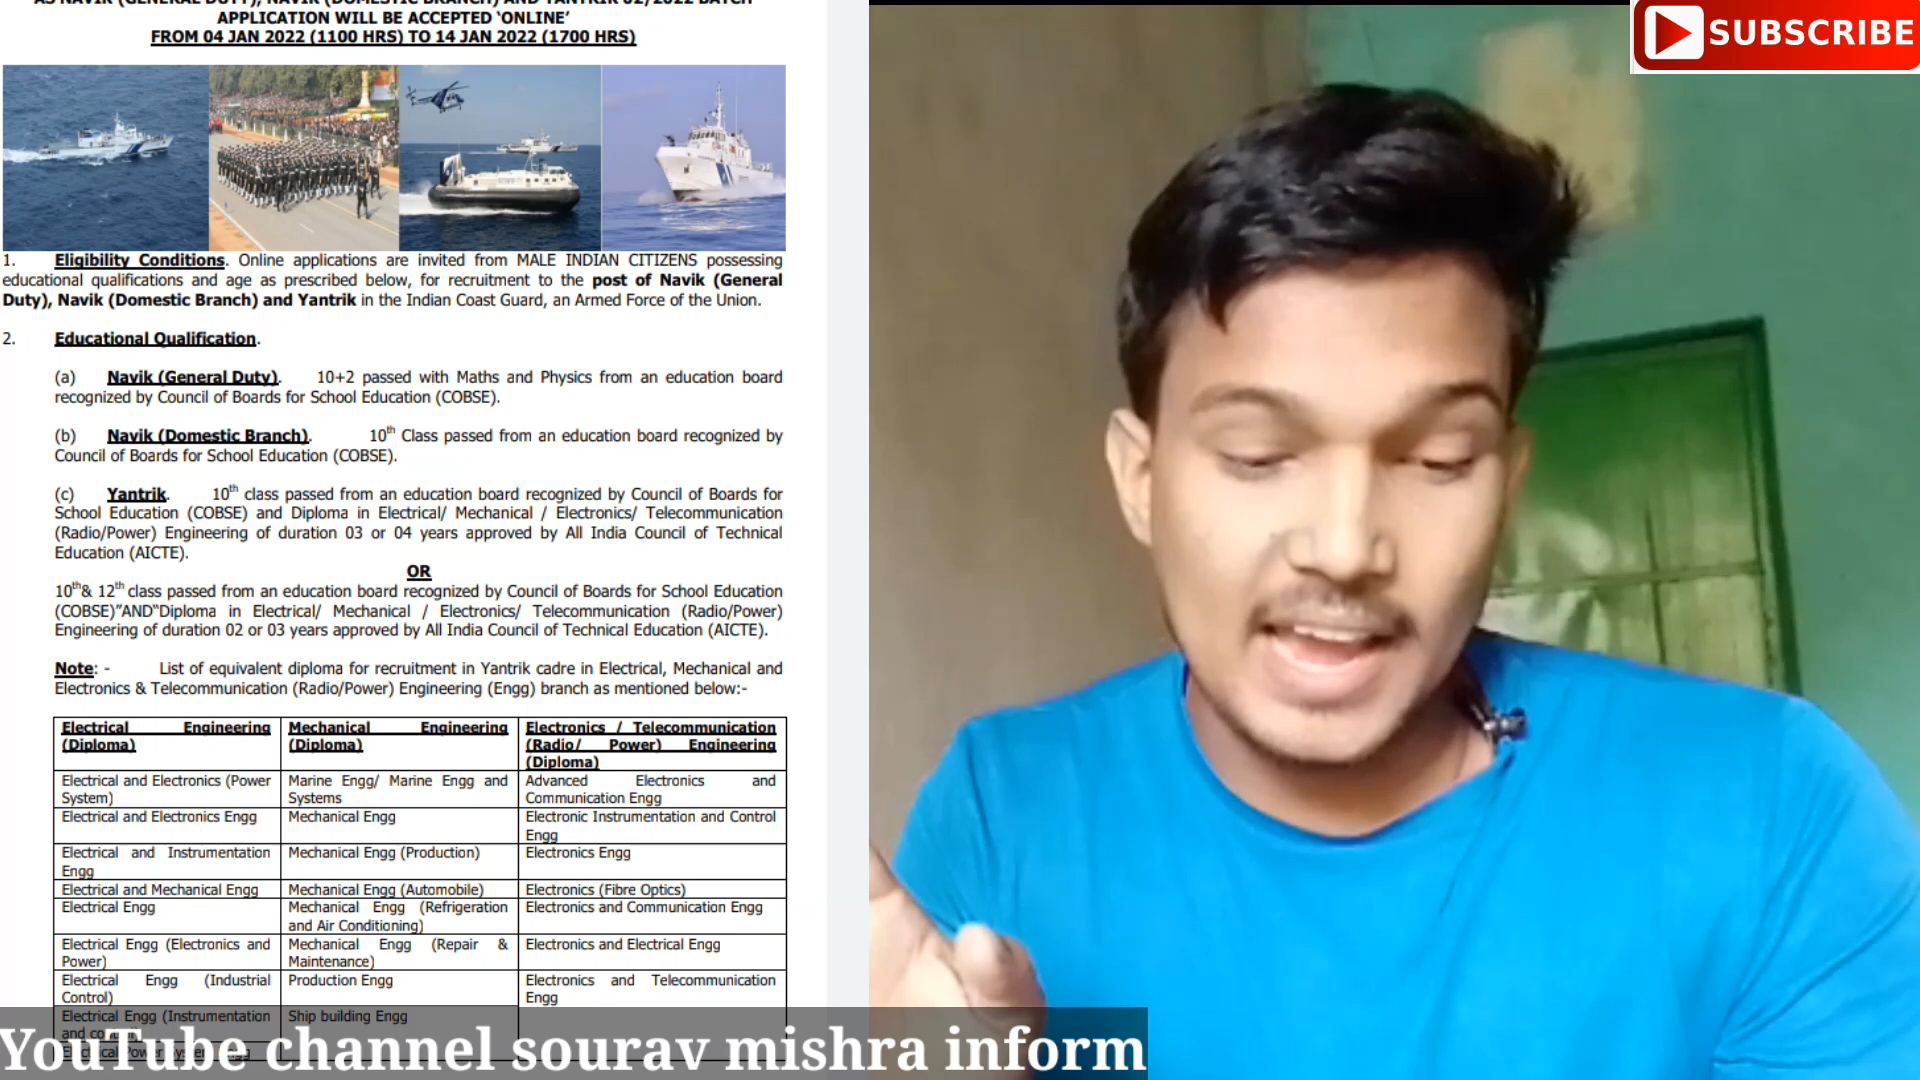 AS NAVIK (GENERAL DUTY), NAVIK (DOMESTIC BRANCH) AND YANTRIK 02/2022 BATCH
APPLICATION WILL BE ACCEPTED ‘ONLINE’
FROM 04 JAN 2022 (1100 HRS) TO 14 JAN 2022 (1700 HRS)
1. Eligibility Conditions. Online applications are invited from MALE INDIAN CITIZENS possessing
educational qualifications and age as prescribed below, for recruitment to the post of Navik (General
Duty), Navik (Domestic Branch) and Yantrik in the Indian Coast Guard, an Armed Force of the Union.
2. Educational Qualification.
(a) Navik (General Duty). 10+2 passed with Maths and Physics from an education board
recognized by Council of Boards for School Education (COBSE).
(b) Navik (Domestic Branch). 10th Class passed from an education board recognized by
Council of Boards for School Education (COBSE).
(c) Yantrik. 10th class passed from an education board recognized by Council of Boards for
School Education (COBSE) and Diploma in Electrical/ Mechanical / Electronics/ Telecommunication
(Radio/Power) Engineering of duration 03 or 04 years approved by All India Council of Technical
Education (AICTE).
OR
10th& 12th class passed from an education board recognized by Council of Boards for School Education
(COBSE)”AND“Diploma in Electrical/ Mechanical / Electronics/ Telecommunication (Radio/Power)
Engineering of duration 02 or 03 years approved by All India Council of Technical Education (AICTE).
Note: - List of equivalent diploma for recruitment in Yantrik cadre in Electrical, Mechanical and
Electronics & Telecommunication (Radio/Power) Engineering (Engg) branch as mentioned below:-
Electrical Engineering
(Diploma)
Mechanical Engineering
(Diploma)
Electronics / Telecommunication
(Radio/ Power) Engineering
(Diploma)
Electrical and Electronics (Power
System)
Marine Engg/ Marine Engg and
Systems
Advanced Electronics and
Communication Engg
Electrical and Electronics Engg
Mechanical Engg
Electronic Instrumentation and Control
Engg
Electrical and Instrumentation
Engg
Mechanical Engg (Production)
Electronics Engg
Electrical and Mechanical Engg
Mechanical Engg (Automobile)
Electronics (Fibre Optics)
Electrical Engg
Mechanical Engg (Refrigeration
and Air Conditioning)
Electronics and Communication Engg
Electrical Engg (Electronics and
Power)
Mechanical Engg (Repair &
Maintenance)
Electronics and Electrical Engg
Electrical Engg (Industrial
Control)
Production Engg
Electronics and Telecommunication
Engg
Electrical Engg (Instrumentation
and
Ship building Engg
YouTube channel sourav mishra inform
SUBSCRIBE